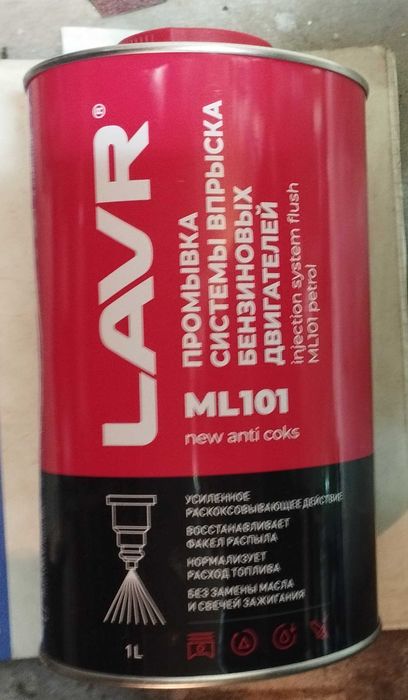 LAVR®
ПРОМЫВКА
СИСТЕМЫ ВПРЫСКА
БЕНЗИНОВЫХ
ДВИГАТЕЛЕЙ
injection system flush
ML101 petrol
ML101
new anti coks
УСИЛЕННОЕ
РАСКОКСОВЫВАЮЩЕЕ ДЕЙСТВИЕ
ВОССТАНАВЛИВАЕТ
ФАКЕЛ РАСПЫЛА
НОРМАЛИЗУЕТ
РАСХОД ТОПЛИВА
БЕЗ ЗАМЕНЫ МАСЛА
И СВЕЧЕЙ ЗАЖИГАНИЯ
1L